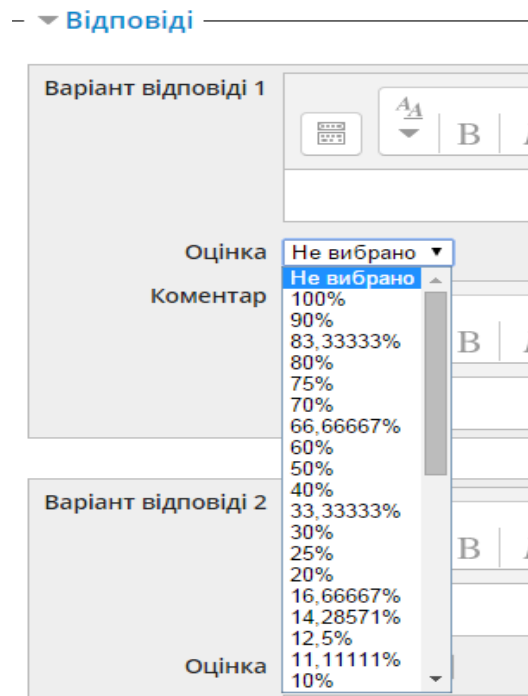 Відповіді
Варіант відповіді 1
B
Оцінка
Не вибрано
Не вибрано
Коментар
100%
90%
83,33333%
B
80%
75%
70%
66,66667%
60%
50%
40%
Варіант відповіді 2
33,33333%
30%
B
25%
20%
16,66667%
14,28571%
12,5%
11,11111%
Оцінка
10%